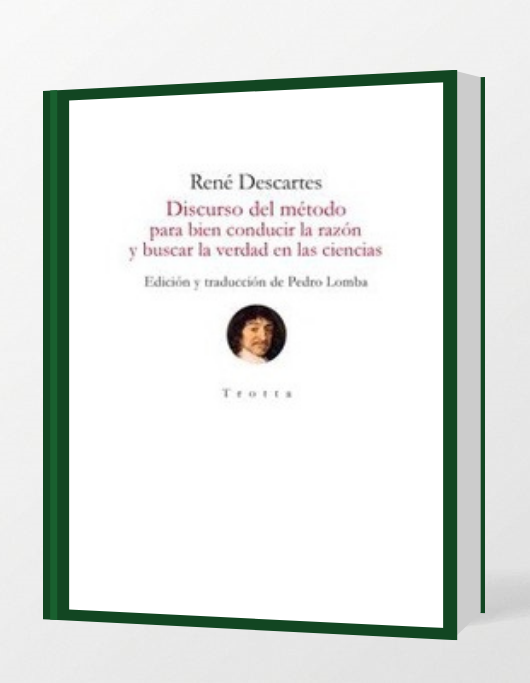 René Descartes
Discurso del método
para bien conducir la razón
y buscar la verdad en las ciencias
Edición y traducción de Pedro Lomba
Trotta